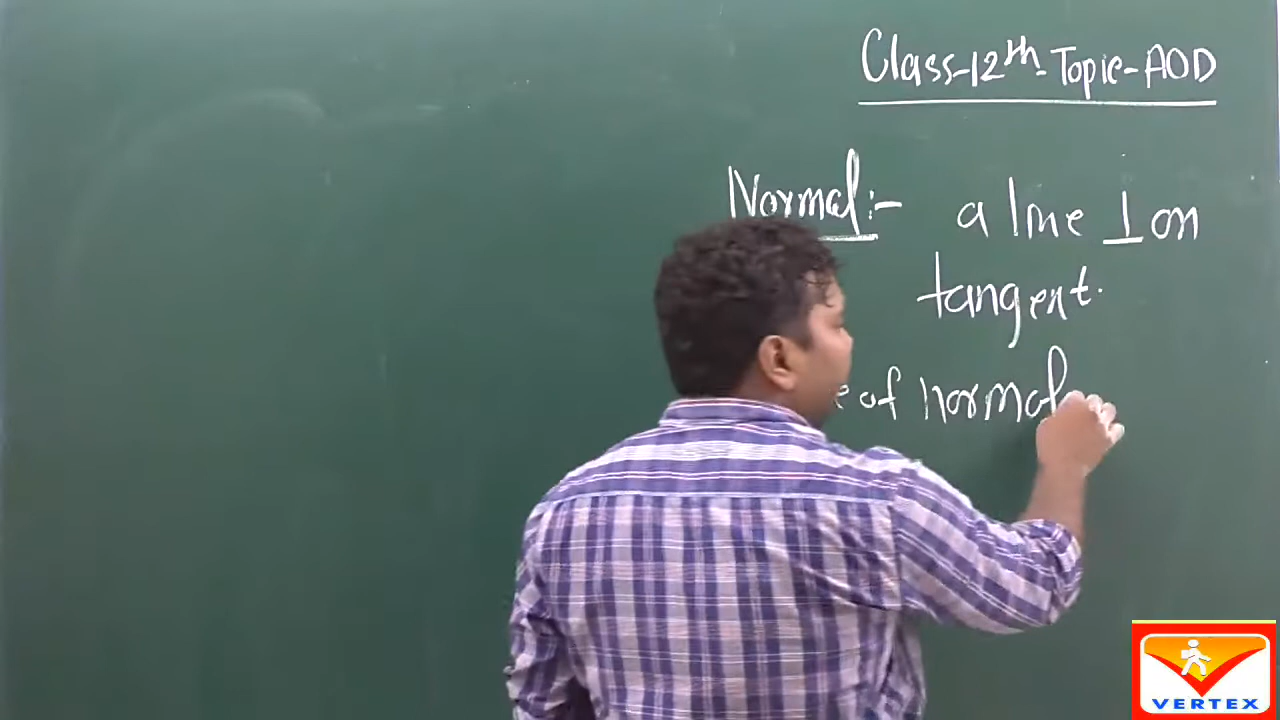 Class-12th-Topic-AOD
Normal:- a line ⊥ on
tangent.
of normal
VERTEX